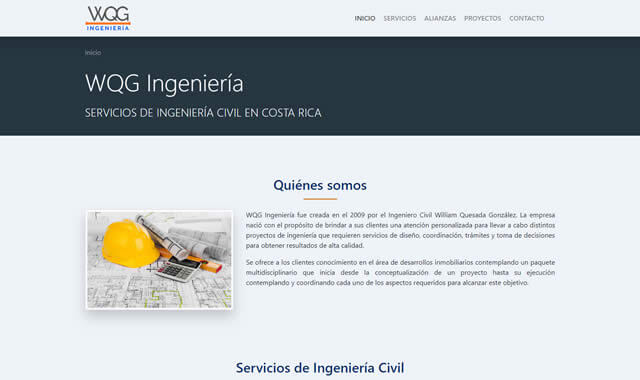 WQG
INGENIERÍA
INICIO SERVICIOS ALIANZAS PROYECTOS CONTACTO
Inicio
WQG Ingeniería
SERVICIOS DE INGENIERÍA CIVIL EN COSTA RICA
Quiénes somos
WQG Ingeniería fue creada en el 2009 por el Ingeniero Civil William Quesada González. La empresa
nació con el propósito de brindar a sus clientes una atención personalizada para llevar a cabo distintos
proyectos de ingeniería que requieren servicios de diseño, coordinación, trámites y toma de decisiones
para obtener resultados de alta calidad.
Se ofrece a los clientes conocimiento en el área de desarrollos inmobiliarios contemplando un paquete
multidisciplinario que inicia desde la conceptualización de un proyecto hasta su ejecución
contemplando y coordinando cada uno de los aspectos requeridos para alcanzar este objetivo.
Servicios de Ingeniería Civil